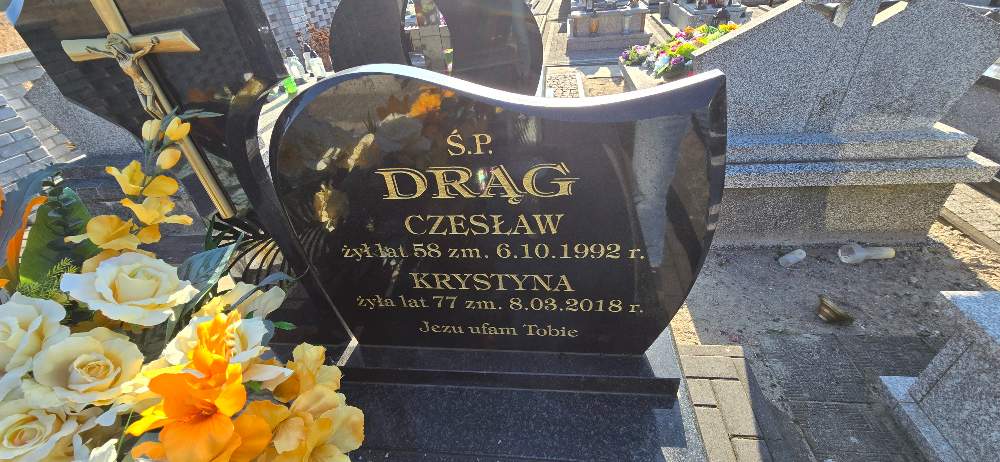 Ś.P.
DRĄG
CZESŁAW
żył lat 58 zm. 6.10.1992 r.
KRYSTYNA
żyła lat 77 zm. 8.03.2018 r.
Jezu ufam Tobie